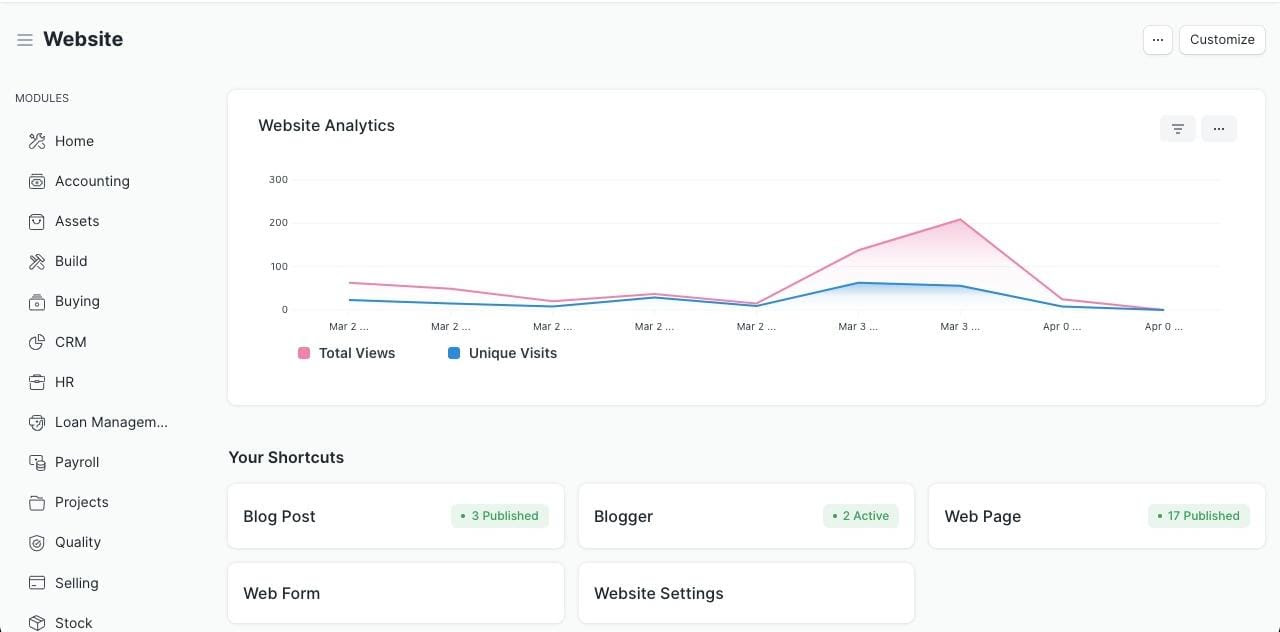 Website
... Customize
MODULES
Home
Accounting
Assets
Build
Buying
CRM
HR
Loan Managem...
Payroll
Projects
Quality
Selling
Stock
Website Analytics
...
300
200
100
0
Mar 2 ... Mar 2 ... Mar 2 ... Mar 2 ... Mar 2 ... Mar 3 ... Mar 3 ... Apr 0 ... Apr 0 ...
Total Views Unique Visits
Your Shortcuts
Blog Post • 3 Published
Blogger • 2 Active
Web Page • 17 Published
Web Form
Website Settings